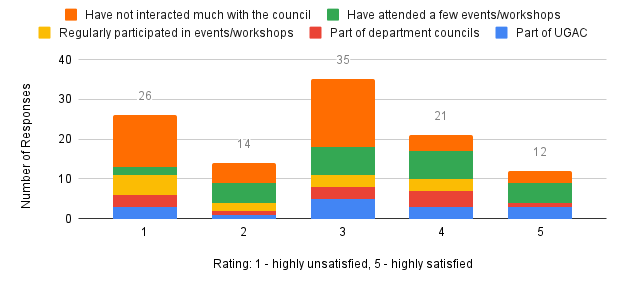 Have not interacted much with the council Have attended a few events/workshops
Regularly participated in events/workshops Part of department councils Part of UGAC
40
30
20
10
0
Number of Responses
26
14
35
21
12
1 2 3 4 5
Rating: 1 - highly unsatisfied, 5 - highly satisfied